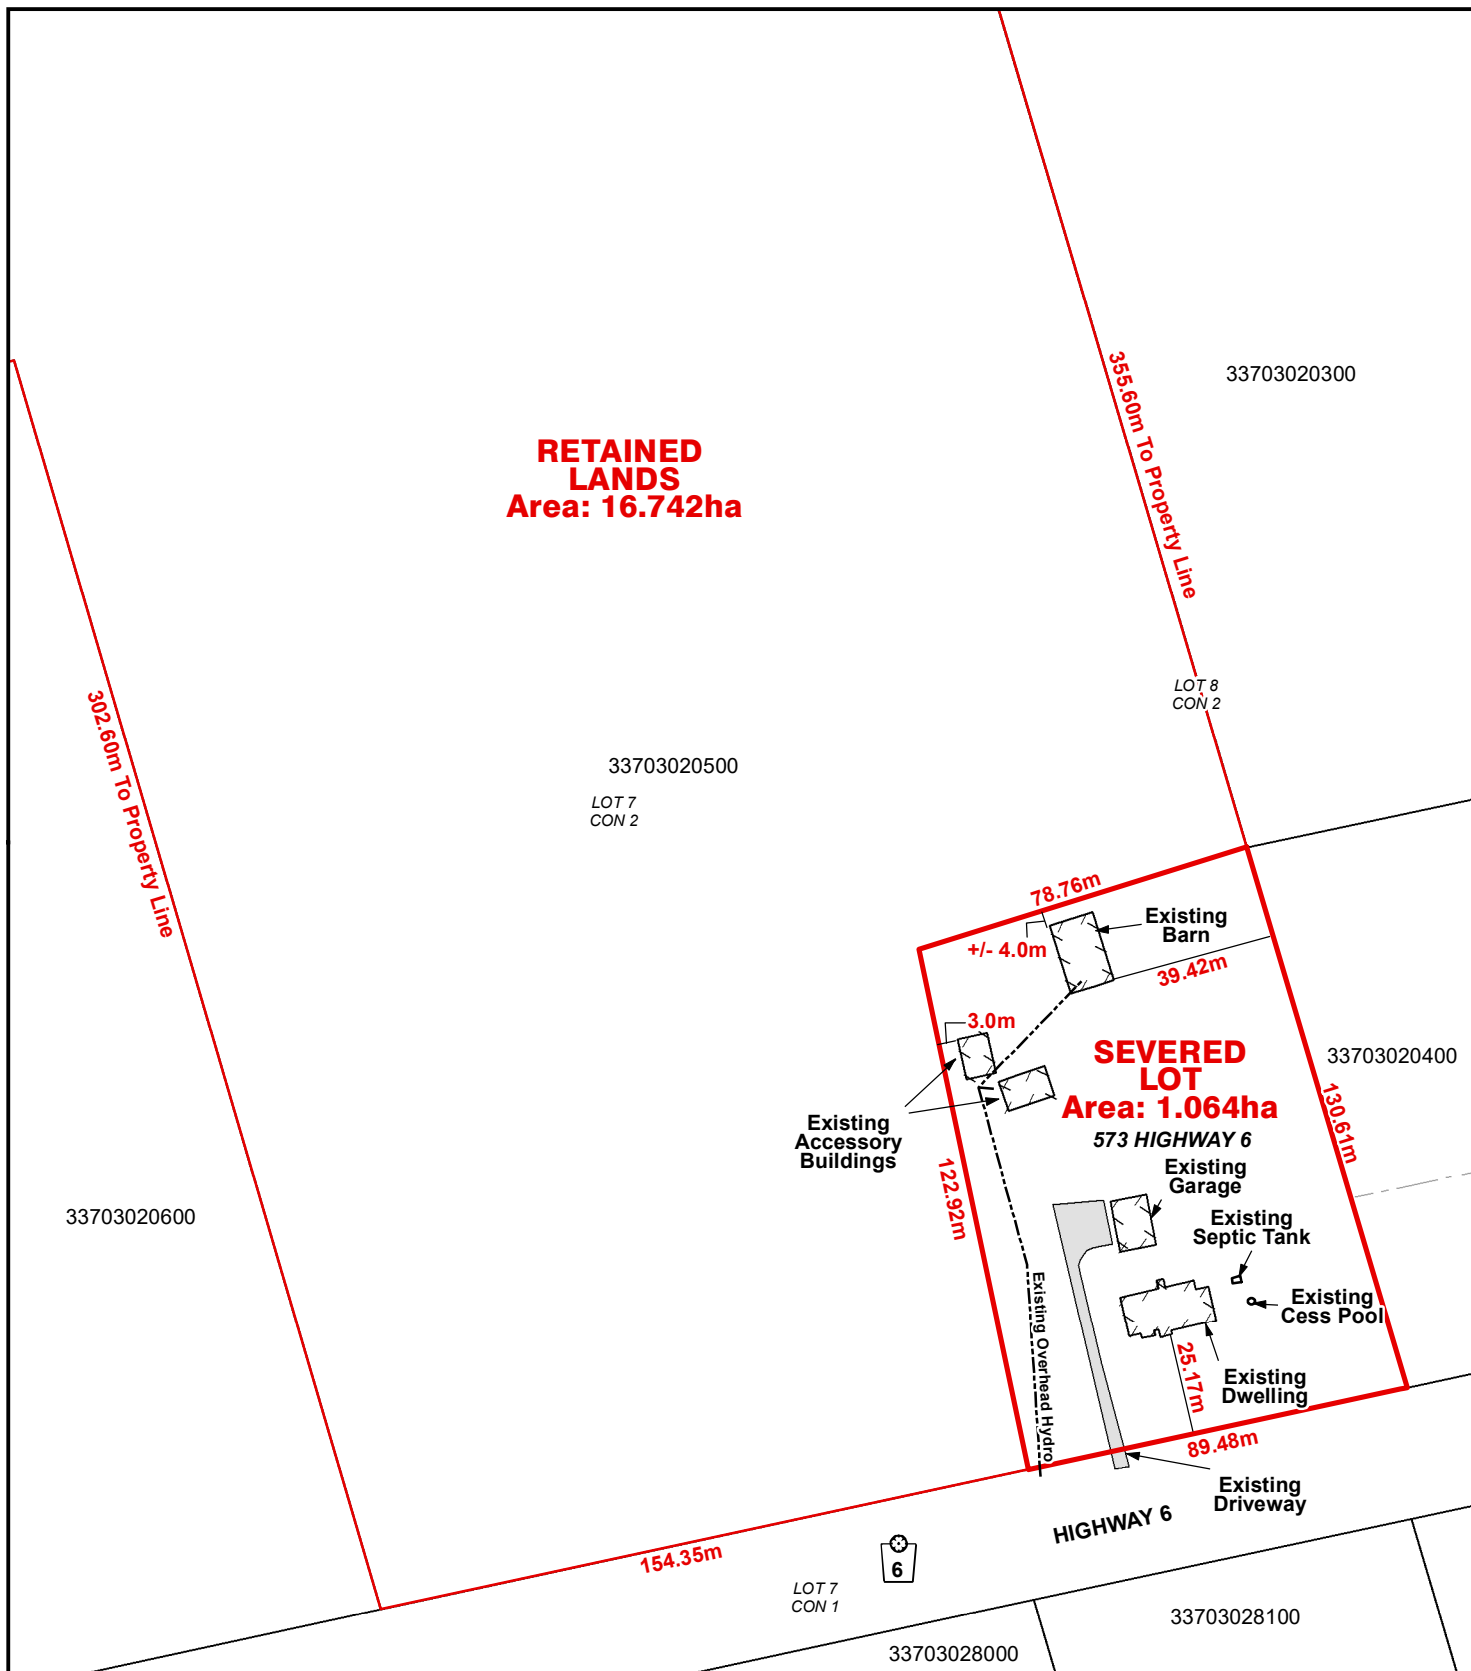 355.60m To Property Line
33703020300
RETAINED
LANDS
Area: 16.742ha
302.60m To Property Line
LOT 8
CON 2
33703020500
LOT 7
CON 2
78.76m
Existing
Barn
+/- 4.0m
39.42m
3.0m
SEVERED
LOT
Area: 1.064ha
573 HIGHWAY 6
33703020400
130.61m
Existing
Accessory
Buildings
122.92m
Existing
Garage
33703020600
Existing
Septic Tank
Existing
Cess Pool
Existing Overhead Hydro
25.17m
Existing
Dwelling
89.48m
Existing
Driveway
HIGHWAY 6
154.35m
6
LOT 7
CON 1
33703028100
33703028000